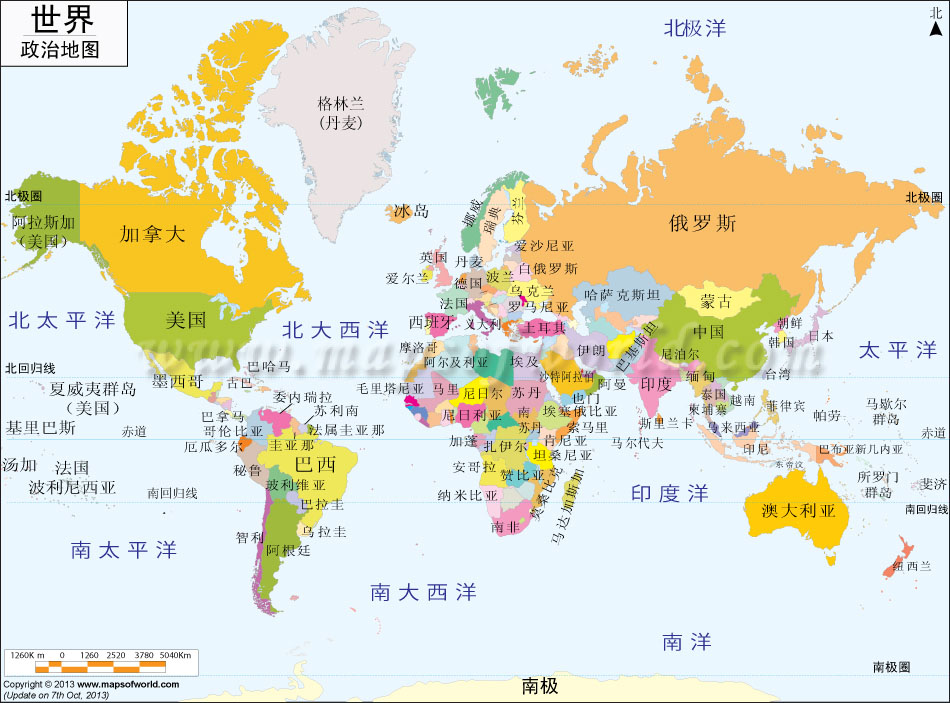 世界
政治地图
北
北极洋
格林兰
(丹麦)
北极圈
北极圈
阿拉斯加
(美国)
加拿大
冰岛
挪威
瑞典
芬兰
俄罗斯
爱沙尼亚
英国
丹麦
白俄罗斯
爱尔兰
德国
波兰
乌克兰
哈萨克斯坦
蒙古
法国
罗马尼亚
北太平洋
美国
北大西洋
西班牙
义大利
土耳其
中国
朝鲜
韩国
日本
太平洋
摩洛哥
伊朗
巴基斯坦
尼泊尔
北回归线
巴哈马
阿尔及利亚
埃及
沙特阿拉伯
阿曼
印度
缅甸
台湾
夏威夷群岛
(美国)
墨西哥
古巴
毛里塔尼亚
马里
尼日尔
苏丹
也门
泰国
越南
菲律宾
委内瑞拉
苏利南
巴拿马
尼日利亚
南
苏丹
埃塞俄比亚
索马里
斯里兰卡
柬埔寨
马来西亚
帕劳
马歇尔
群岛
基里巴斯
赤道
哥伦比亚
法属圭亚那
圭亚那
厄瓜多尔
加蓬
扎伊尔
肯尼亚
坦桑尼亚
马尔代夫
印尼
巴布亚新几内亚
赤道
汤加
法国
波利尼西亚
秘鲁
巴西
安哥拉
赞比亚
东帝汶
所罗门
群岛
斐济
南回归线
波利维亚
巴拉圭
纳米比亚
莫桑比克
马达加斯加
印度洋
澳大利亚
南回归线
南太平洋
智利
阿根廷
乌拉圭
南非
纽西兰
南大西洋
南洋
南极圈
南极
1260K m 0 1260 2520 3780 5040Km
www.mapsofworld.com
Copyright © 2013 www.mapsofworld.com
(Update on 7th Oct, 2013)